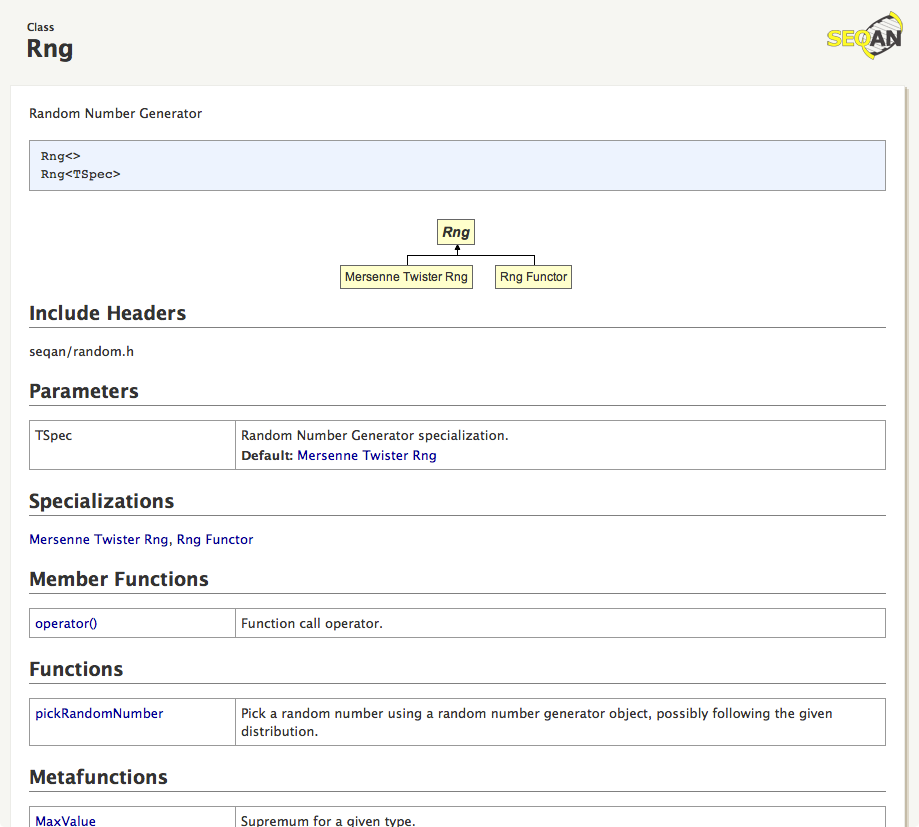 Class
Rng
SEQAN
Random Number Generator
Rng<>
Rng<TSpec>
Rng
Mersenne Twister Rng
Rng Functor
Include Headers
seqan/random.h
Parameters
TSpec
Random Number Generator specialization.
Default: Mersenne Twister Rng
Specializations
Mersenne Twister Rng, Rng Functor
Member Functions
operator()
Function call operator.
Functions
pickRandomNumber
Pick a random number using a random number generator object, possibly following the given
distribution.
Metafunctions
MaxValue
Supremum for a given type.